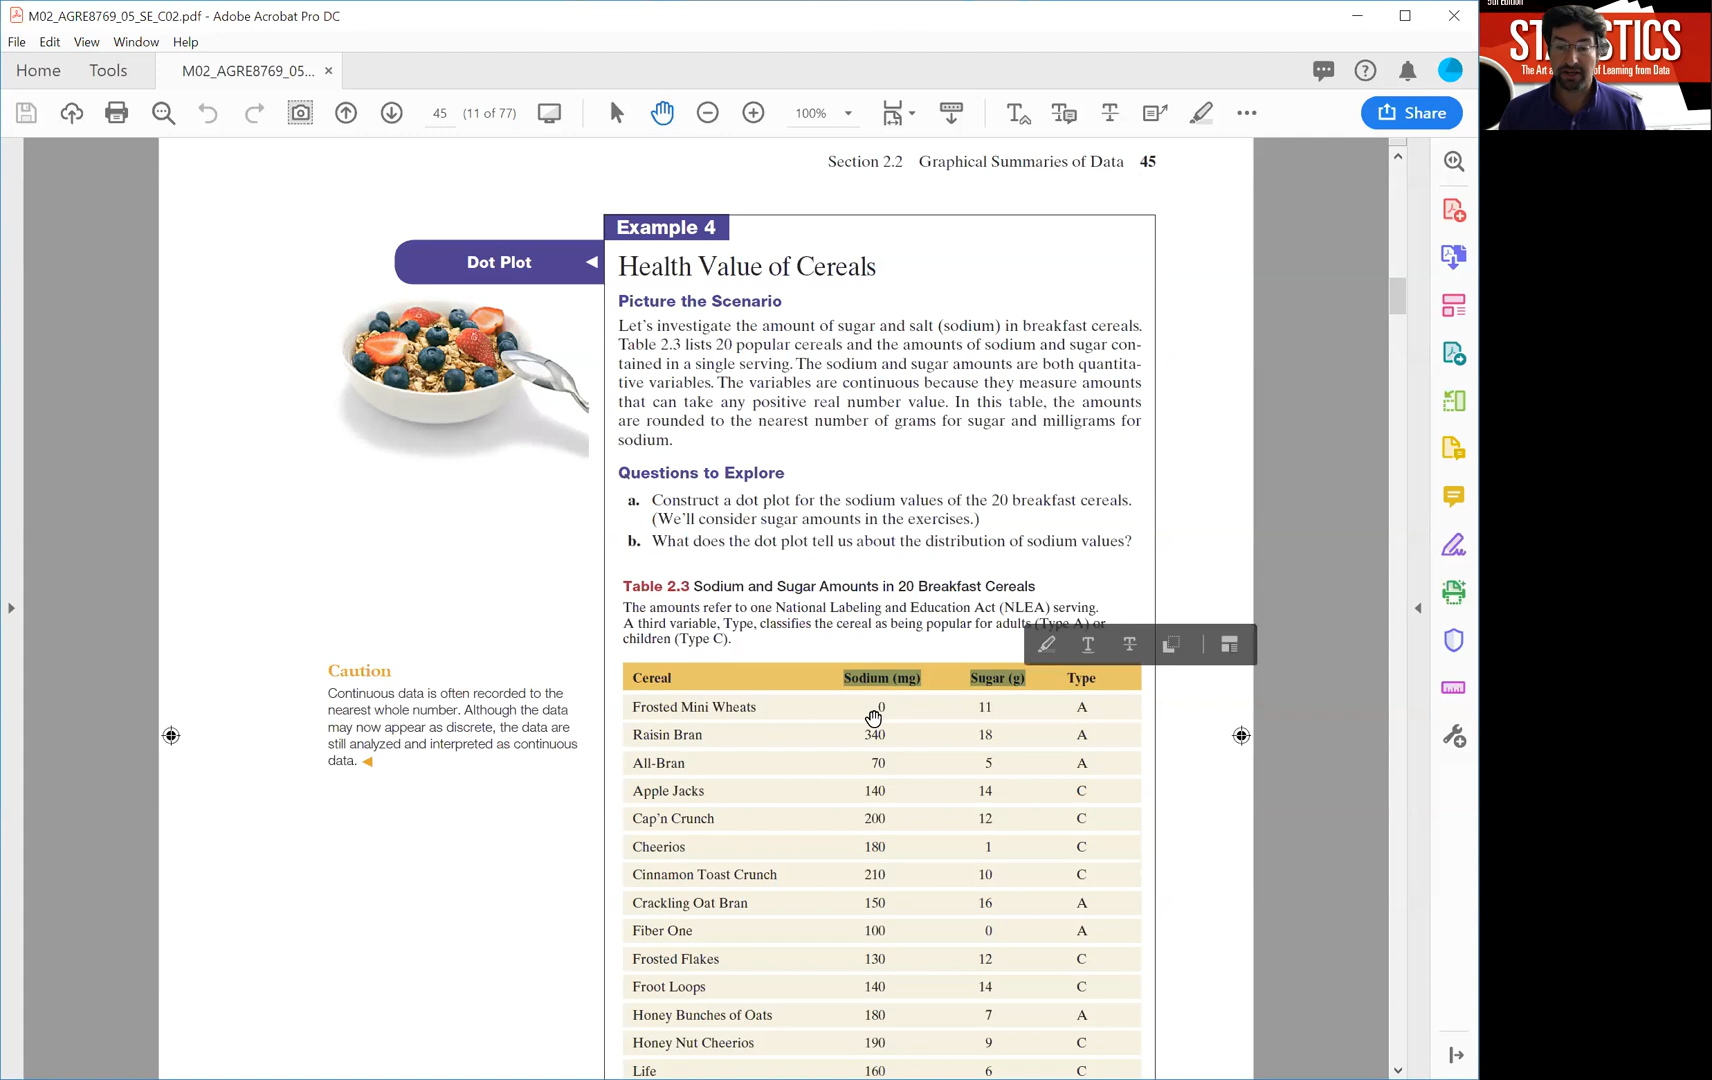 M02_AGRE8769_05_SE_C02.pdf - Adobe Acrobat Pro DC
File Edit View Window Help
Home Tools M02_AGRE8769_05... ×
45 (11 of 77) 100% Share
5th Edition
STATISTICS
The Art a of Learning from Data
Section 2.2 Graphical Summaries of Data 45
Example 4
Dot Plot
Health Value of Cereals
Picture the Scenario
Let's investigate the amount of sugar and salt (sodium) in breakfast cereals.
Table 2.3 lists 20 popular cereals and the amounts of sodium and sugar con-
tained in a single serving. The sodium and sugar amounts are both quantita-
tive variables. The variables are continuous because they measure amounts
that can take any positive real number value. In this table, the amounts
are rounded to the nearest number of grams for sugar and milligrams for
sodium.
Questions to Explore
a. Construct a dot plot for the sodium values of the 20 breakfast cereals.
(We'll consider sugar amounts in the exercises.)
b. What does the dot plot tell us about the distribution of sodium values?
Table 2.3 Sodium and Sugar Amounts in 20 Breakfast Cereals
The amounts refer to one National Labeling and Education Act (NLEA) serving.
A third variable, Type, classifies the cereal as being popular for adults (Type A) or
children (Type C).
Caution
Continuous data is often recorded to the
nearest whole number. Although the data
may now appear as discrete, the data are
still analyzed and interpreted as continuous
data.
Cereal Sodium (mg) Sugar (g) Type
Frosted Mini Wheats 0 11 A
Raisin Bran 340 18 A
All-Bran 70 5 A
Apple Jacks 140 14 C
Cap'n Crunch 200 12 C
Cheerios 180 1 C
Cinnamon Toast Crunch 210 10 C
Crackling Oat Bran 150 16 A
Fiber One 100 0 A
Frosted Flakes 130 12 C
Froot Loops 140 14 C
Honey Bunches of Oats 180 7 A
Honey Nut Cheerios 190 9 C
Life 160 6 C